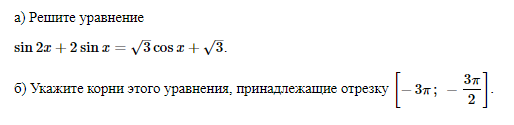 а) Решите уравнение
sin 2x + 2 sin x = √3 cos x + √3.
б) Укажите корни этого уравнения, принадлежащие отрезку [−3π; −3π/2].